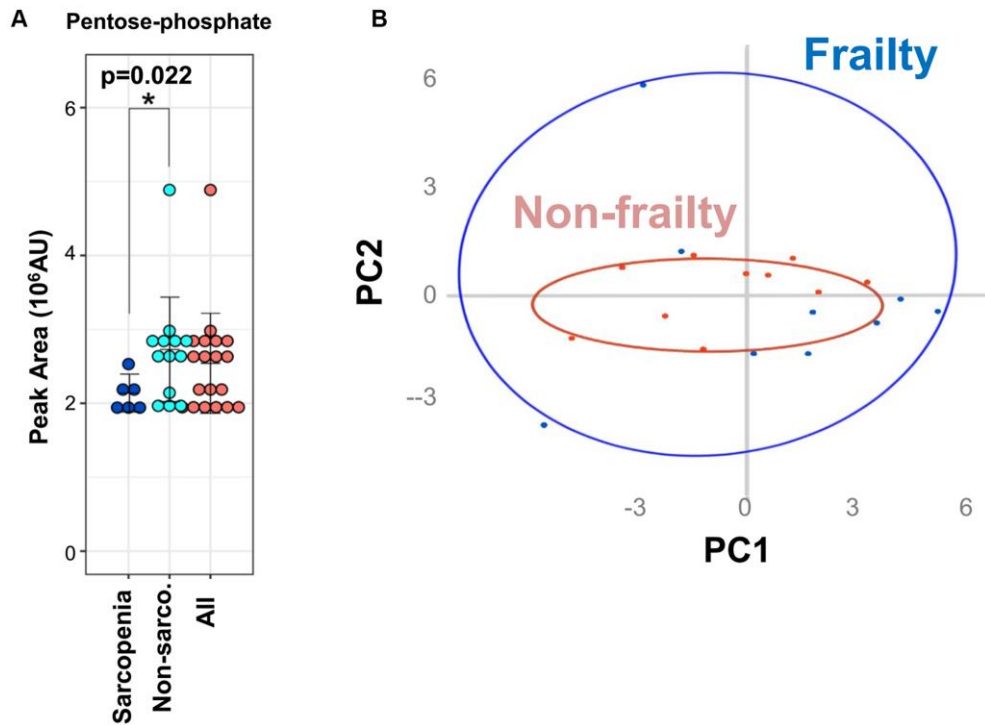 A
Pentose-phosphate
p=0.022
*
6
4
2
0
Peak Area (10⁶AU)
Sarcopenia
Non-sarco.
All
B
Frailty
Non-frailty
6
3
0
--3
PC2
-3
0
3
6
PC1